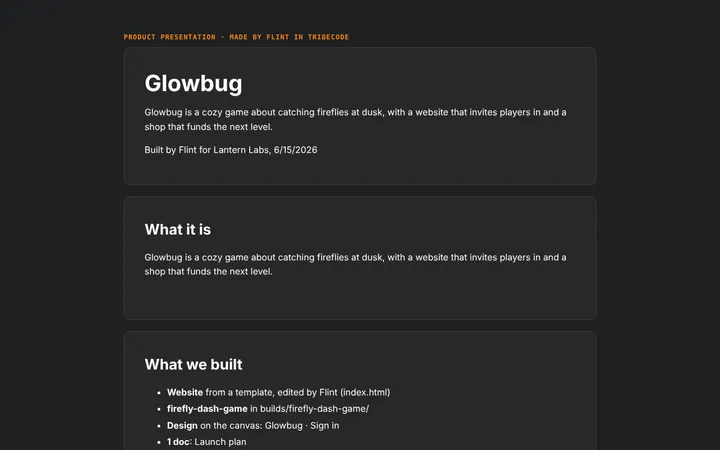 PRODUCT PRESENTATION · MADE BY FLINT IN TRIBECODE
Glowbug
Glowbug is a cozy game about catching fireflies at dusk, with a website that invites players in and a
shop that funds the next level.
Built by Flint for Lantern Labs, 6/15/2026
What it is
Glowbug is a cozy game about catching fireflies at dusk, with a website that invites players in and a
shop that funds the next level.
What we built
• Website from a template, edited by Flint (index.html)
• firefly-dash-game in builds/firefly-dash-game/
• Design on the canvas: Glowbug · Sign in
• 1 doc: Launch plan